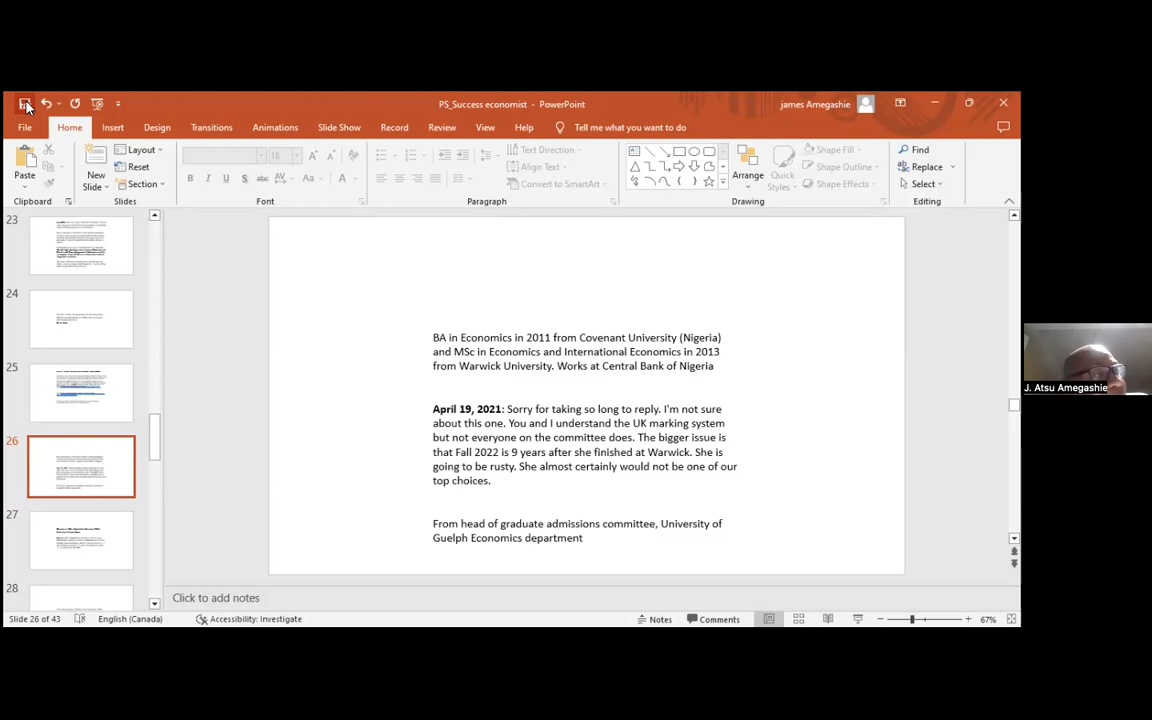 PS_Success economist - PowerPoint
james Amegashie
File Home Insert Design Transitions Animations Slide Show Record Review View Help Tell me what you want to do
Paste
Clipboard
New
Slide
Layout
Reset
Section
Slides
18
Font
Text Direction
Align Text
Convert to SmartArt
Paragraph
Arrange
Quick
Styles
Shape Fill
Shape Outline
Shape Effects
Drawing
Find
Replace
Select
Editing
23
24
25
26
27
28
BA in Economics in 2011 from Covenant University (Nigeria)
and MSc in Economics and International Economics in 2013
from Warwick University. Works at Central Bank of Nigeria
April 19, 2021: Sorry for taking so long to reply. I'm not sure
about this one. You and I understand the UK marking system
but not everyone on the committee does. The bigger issue is
that Fall 2022 is 9 years after she finished at Warwick. She is
going to be rusty. She almost certainly would not be one of our
top choices.
From head of graduate admissions committee, University of
Guelph Economics department
J. Atsu Amegashie
Click to add notes
Slide 26 of 43 English (Canada) Accessibility: Investigate Notes Comments 67%